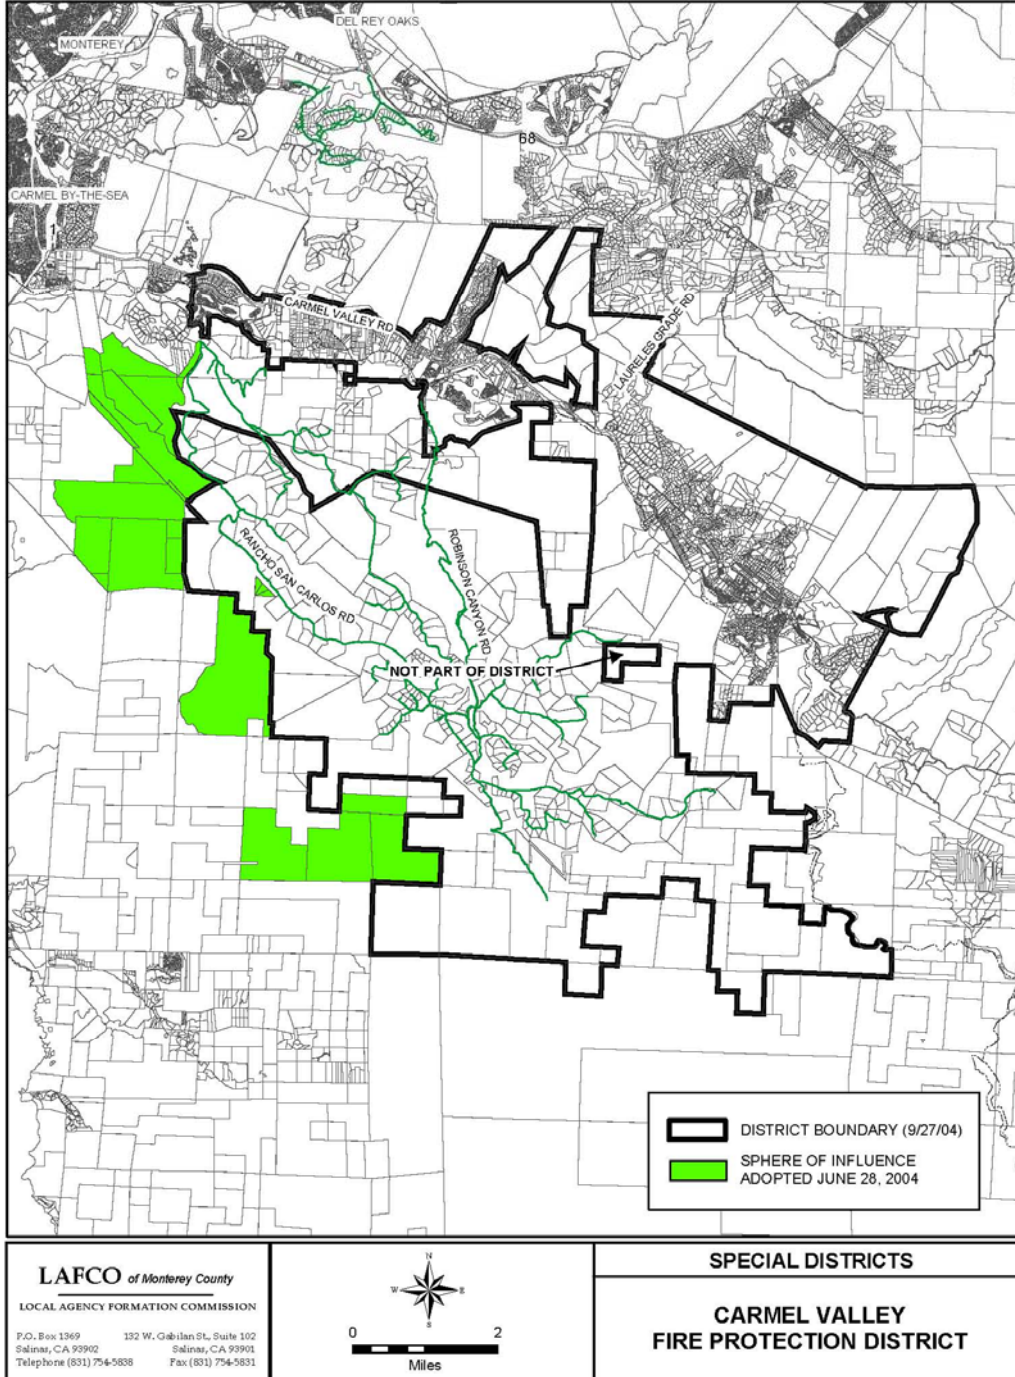 DEL REY OAKS
MONTEREY
68
CARMEL BY-THE-SEA
1
CARMEL VALLEY RD
LAURELES GRADE RD
RANCHO SAN CARLOS RD
ROBINSON CANYON RD
NOT PART OF DISTRICT
DISTRICT BOUNDARY (9/27/04)
SPHERE OF INFLUENCE
ADOPTED JUNE 28, 2004
LAFCO of Monterey County
LOCAL AGENCY FORMATION COMMISSION
P.O. Box 1369 132 W. Gabilan St., Suite 102
Salinas, CA 93902 Salinas, CA 93901
Telephone (831) 754-5838 Fax (831) 754-5831
N
W E
S
0 2
Miles
SPECIAL DISTRICTS
CARMEL VALLEY
FIRE PROTECTION DISTRICT